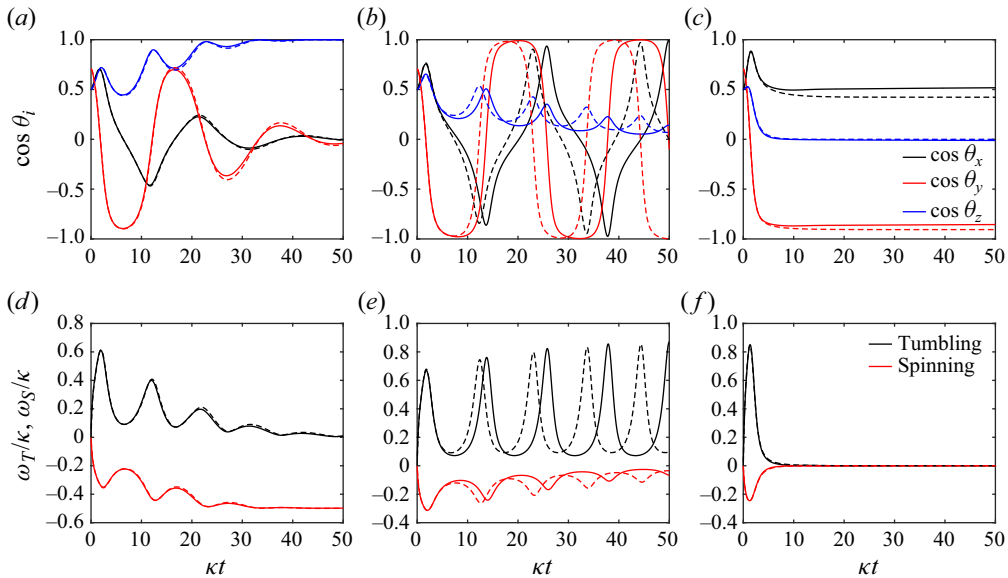 (a) (b) (c)
1.0 1.0 1.0
0.5 0.5 0.5
cos θi 0 0 0
–0.5 –0.5 –0.5
–1.0 –1.0 –1.0
cos θx
cos θy
cos θz
0 10 20 30 40 50 0 10 20 30 40 50 0 10 20 30 40 50
(d) (e) (f)
0.8 1.0 1.0
0.6 0.8 0.8
0.4 0.6 0.6
0.2 0.4 0.4
0 0.2 0.2
–0.2 0 0
–0.4 –0.2 –0.2
–0.6 –0.4 –0.4
ωT/κ, ωS/κ
Tumbling
Spinning
0 10 20 30 40 50 0 10 20 30 40 50 0 10 20 30 40 50
κt κt κt